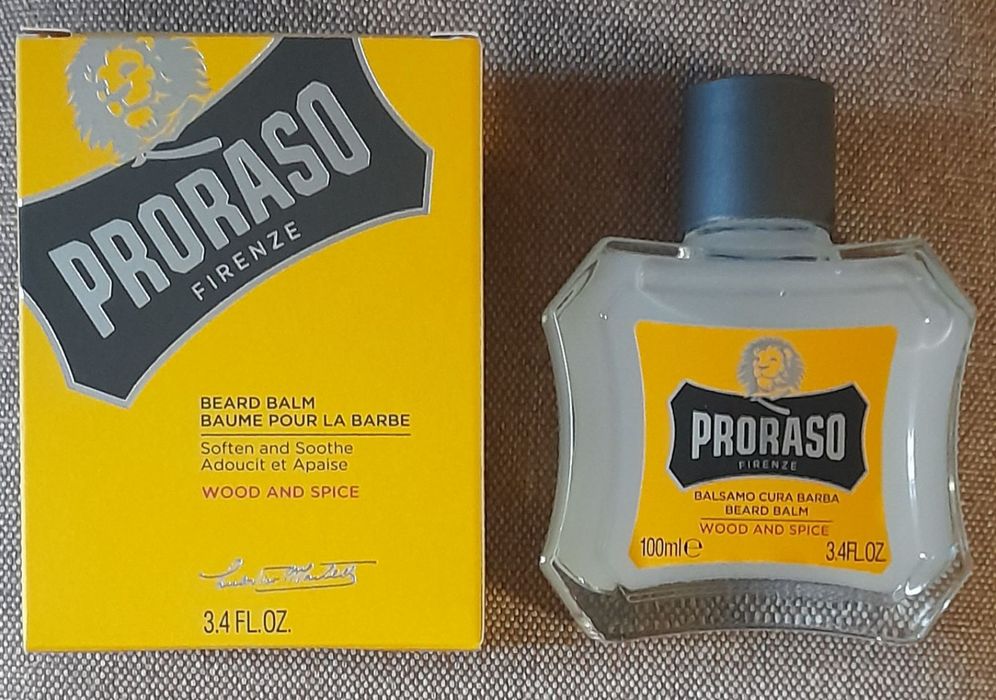 PRORASO
FIRENZE
BEARD BALM
BAUME POUR LA BARBE
Soften and Soothe
Adoucit et Apaise
WOOD AND SPICE
3.4 FL.OZ.
PRORASO
FIRENZE
BALSAMO CURA BARBA
BEARD BALM
WOOD AND SPICE
100ml℮ 3.4FL.OZ